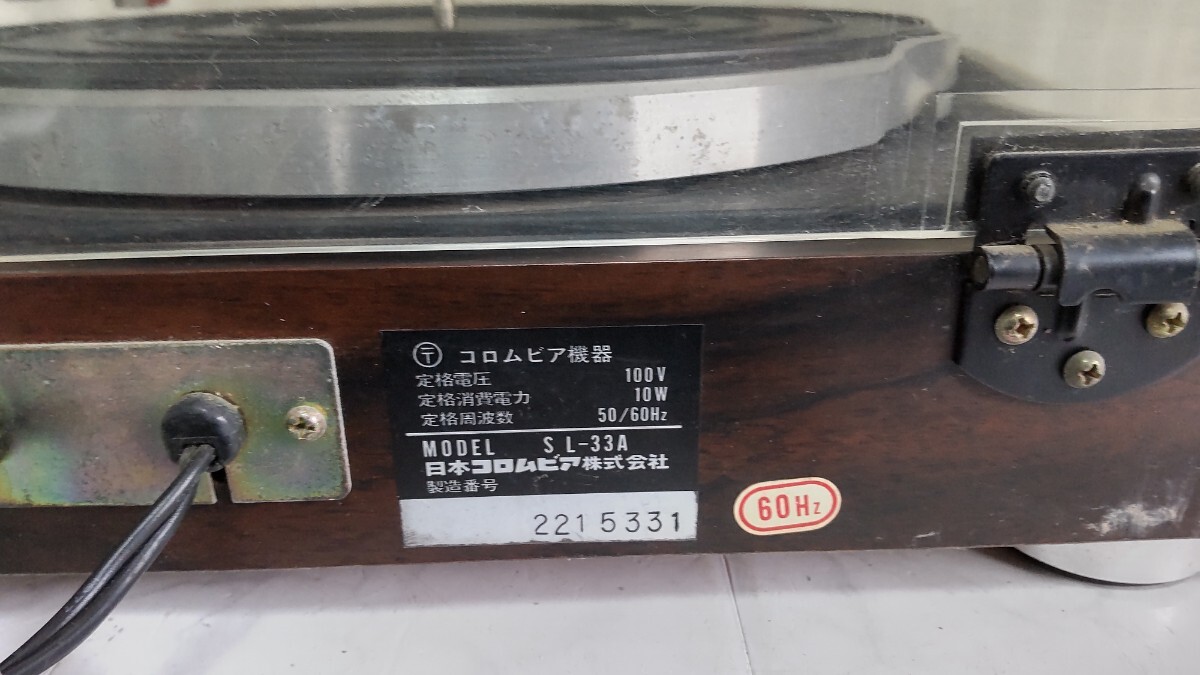 〒 コロムビア機器
定格電圧 100V
定格消費電力 10W
定格周波数 50/60Hz
MODEL SL-33A
日本コロムビア株式会社
製造番号
2215331
60Hz